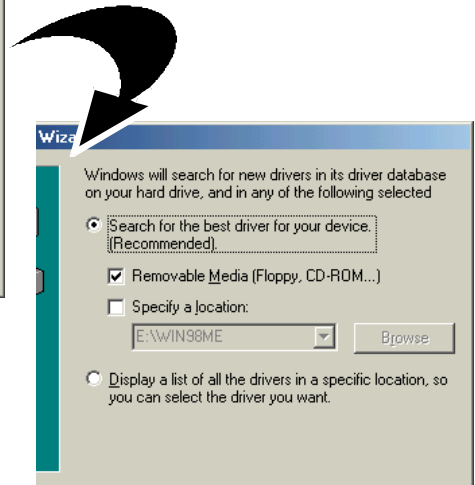 Wiza
Windows will search for new drivers in its driver database
on your hard drive, and in any of the following selected
Search for the best driver for your device.
(Recommended).
Removable Media (Floppy, CD-ROM...)
Specify a location:
E:\WIN98ME
Browse
Display a list of all the drivers in a specific location, so
you can select the driver you want.